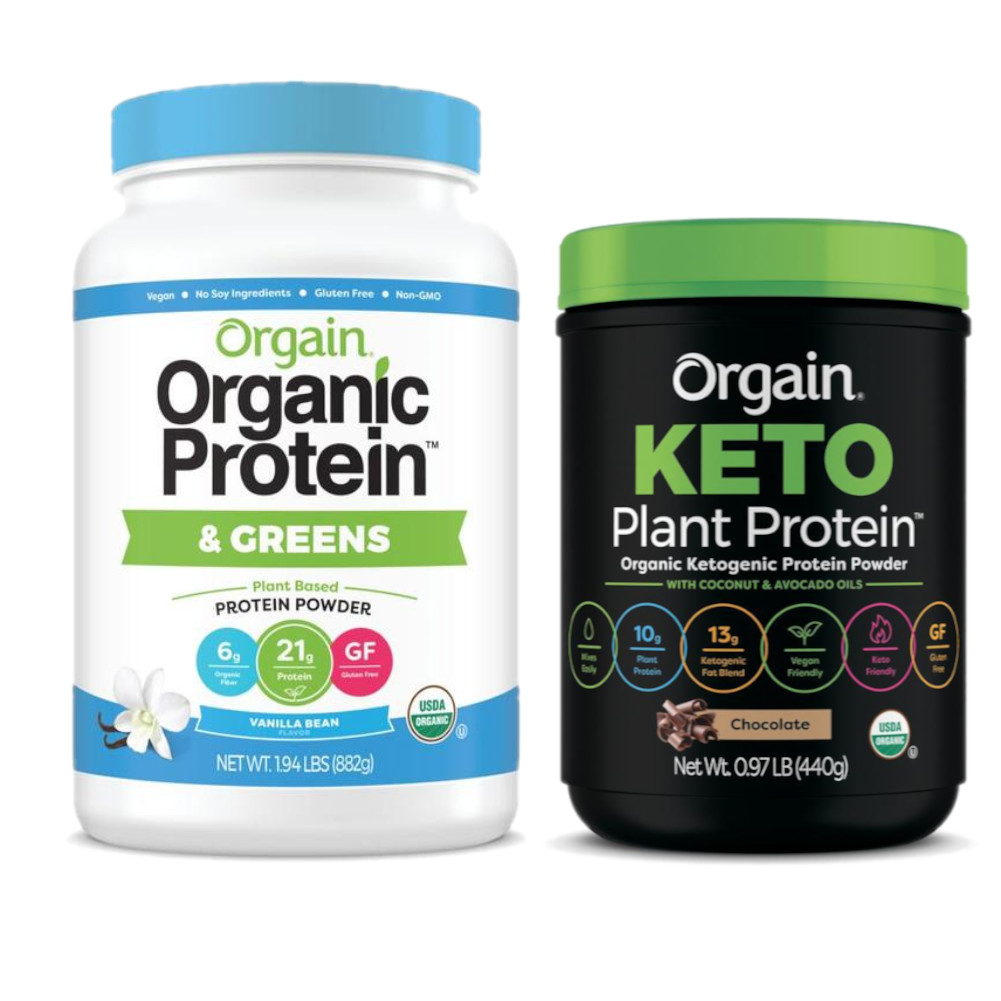 Vegan • No Soy Ingredients • Gluten Free • Non-GMO
Orgain®
Organic
Protein™
& GREENS
Plant Based
PROTEIN POWDER
6g
Organic
Fiber
21g
Protein
GF
Gluten Free
USDA
ORGANIC
U
VANILLA BEAN
FLAVOR
NET WT. 1.94 LBS (882g)
Orgain®
KETO
Plant Protein™
Organic Ketogenic Protein Powder
WITH COCONUT & AVOCADO OILS
Mixes
Easily
10g
Plant
Protein
13g
Ketogenic
Fat Blend
Vegan
Friendly
Keto
Friendly
GF
Gluten
Free
Chocolate
USDA
ORGANIC
U
Net Wt. 0.97 LB (440g)